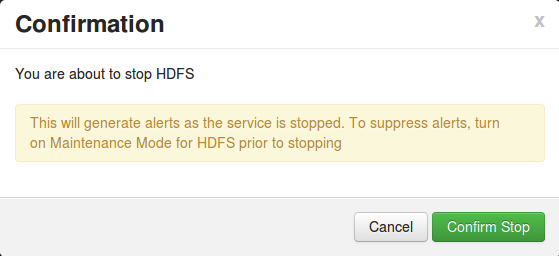 Confirmation
x
You are about to stop HDFS
This will generate alerts as the service is stopped. To suppress alerts, turn
on Maintenance Mode for HDFS prior to stopping
Cancel
Confirm Stop